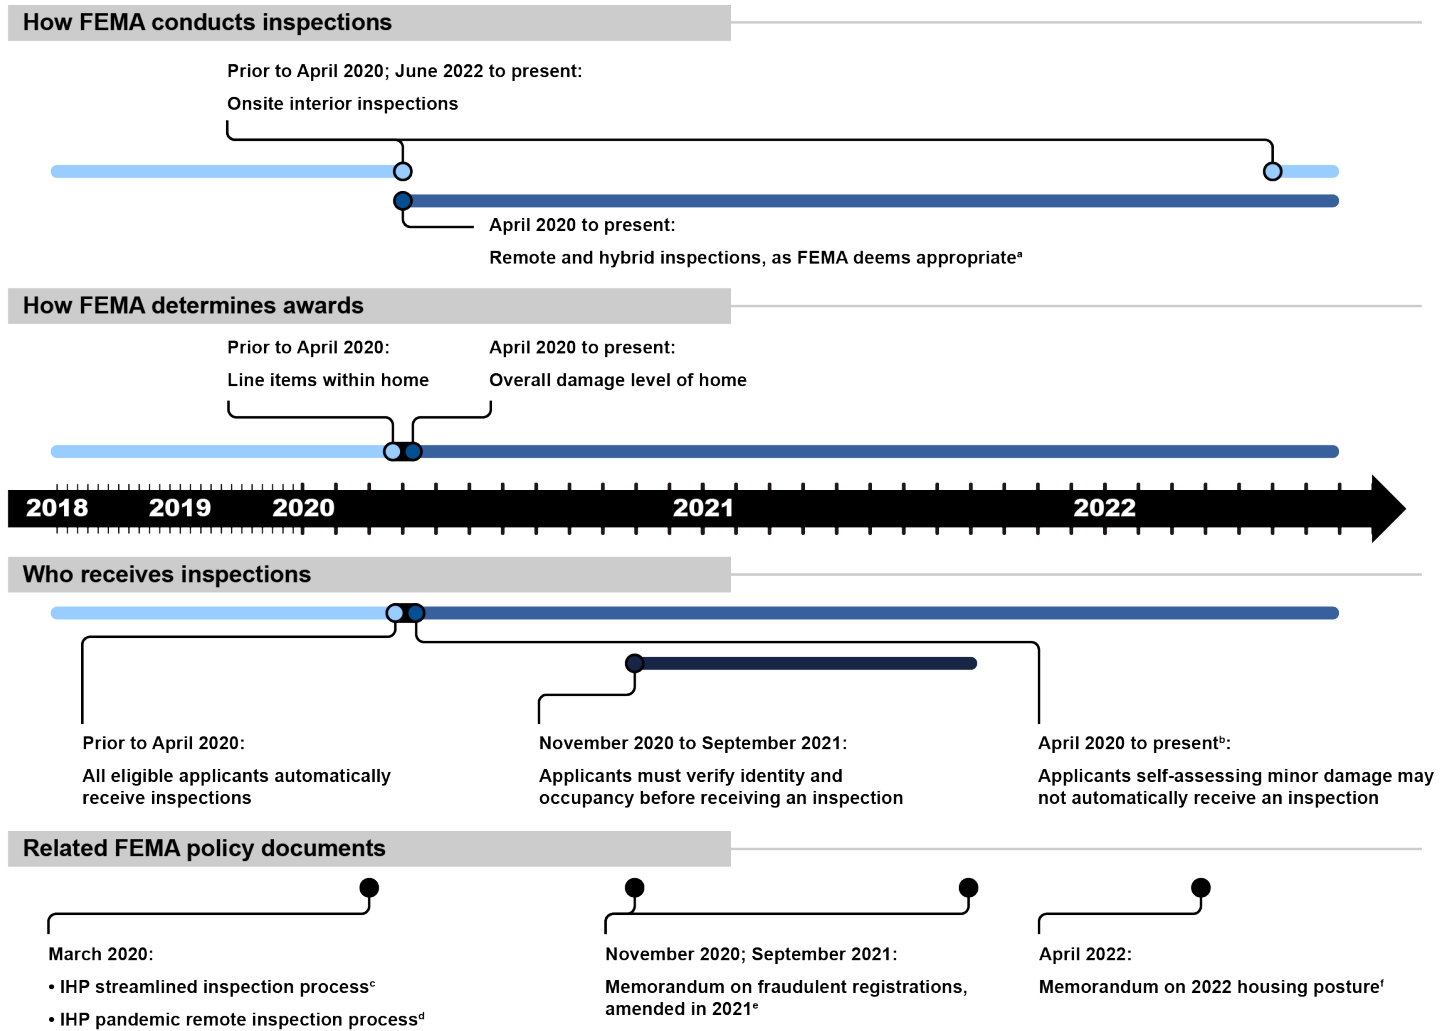 How FEMA conducts inspections
Prior to April 2020; June 2022 to present:
Onsite interior inspections
April 2020 to present:
Remote and hybrid inspections, as FEMA deems appropriateᵃ
How FEMA determines awards
Prior to April 2020:
Line items within home
April 2020 to present:
Overall damage level of home
2018 2019 2020 2021 2022
Who receives inspections
Prior to April 2020:
All eligible applicants automatically
receive inspections
November 2020 to September 2021:
Applicants must verify identity and
occupancy before receiving an inspection
April 2020 to presentᵇ:
Applicants self-assessing minor damage may
not automatically receive an inspection
Related FEMA policy documents
March 2020:
• IHP streamlined inspection processᶜ
• IHP pandemic remote inspection processᵈ
November 2020; September 2021:
Memorandum on fraudulent registrations,
amended in 2021ᵉ
April 2022:
Memorandum on 2022 housing postureᶠ